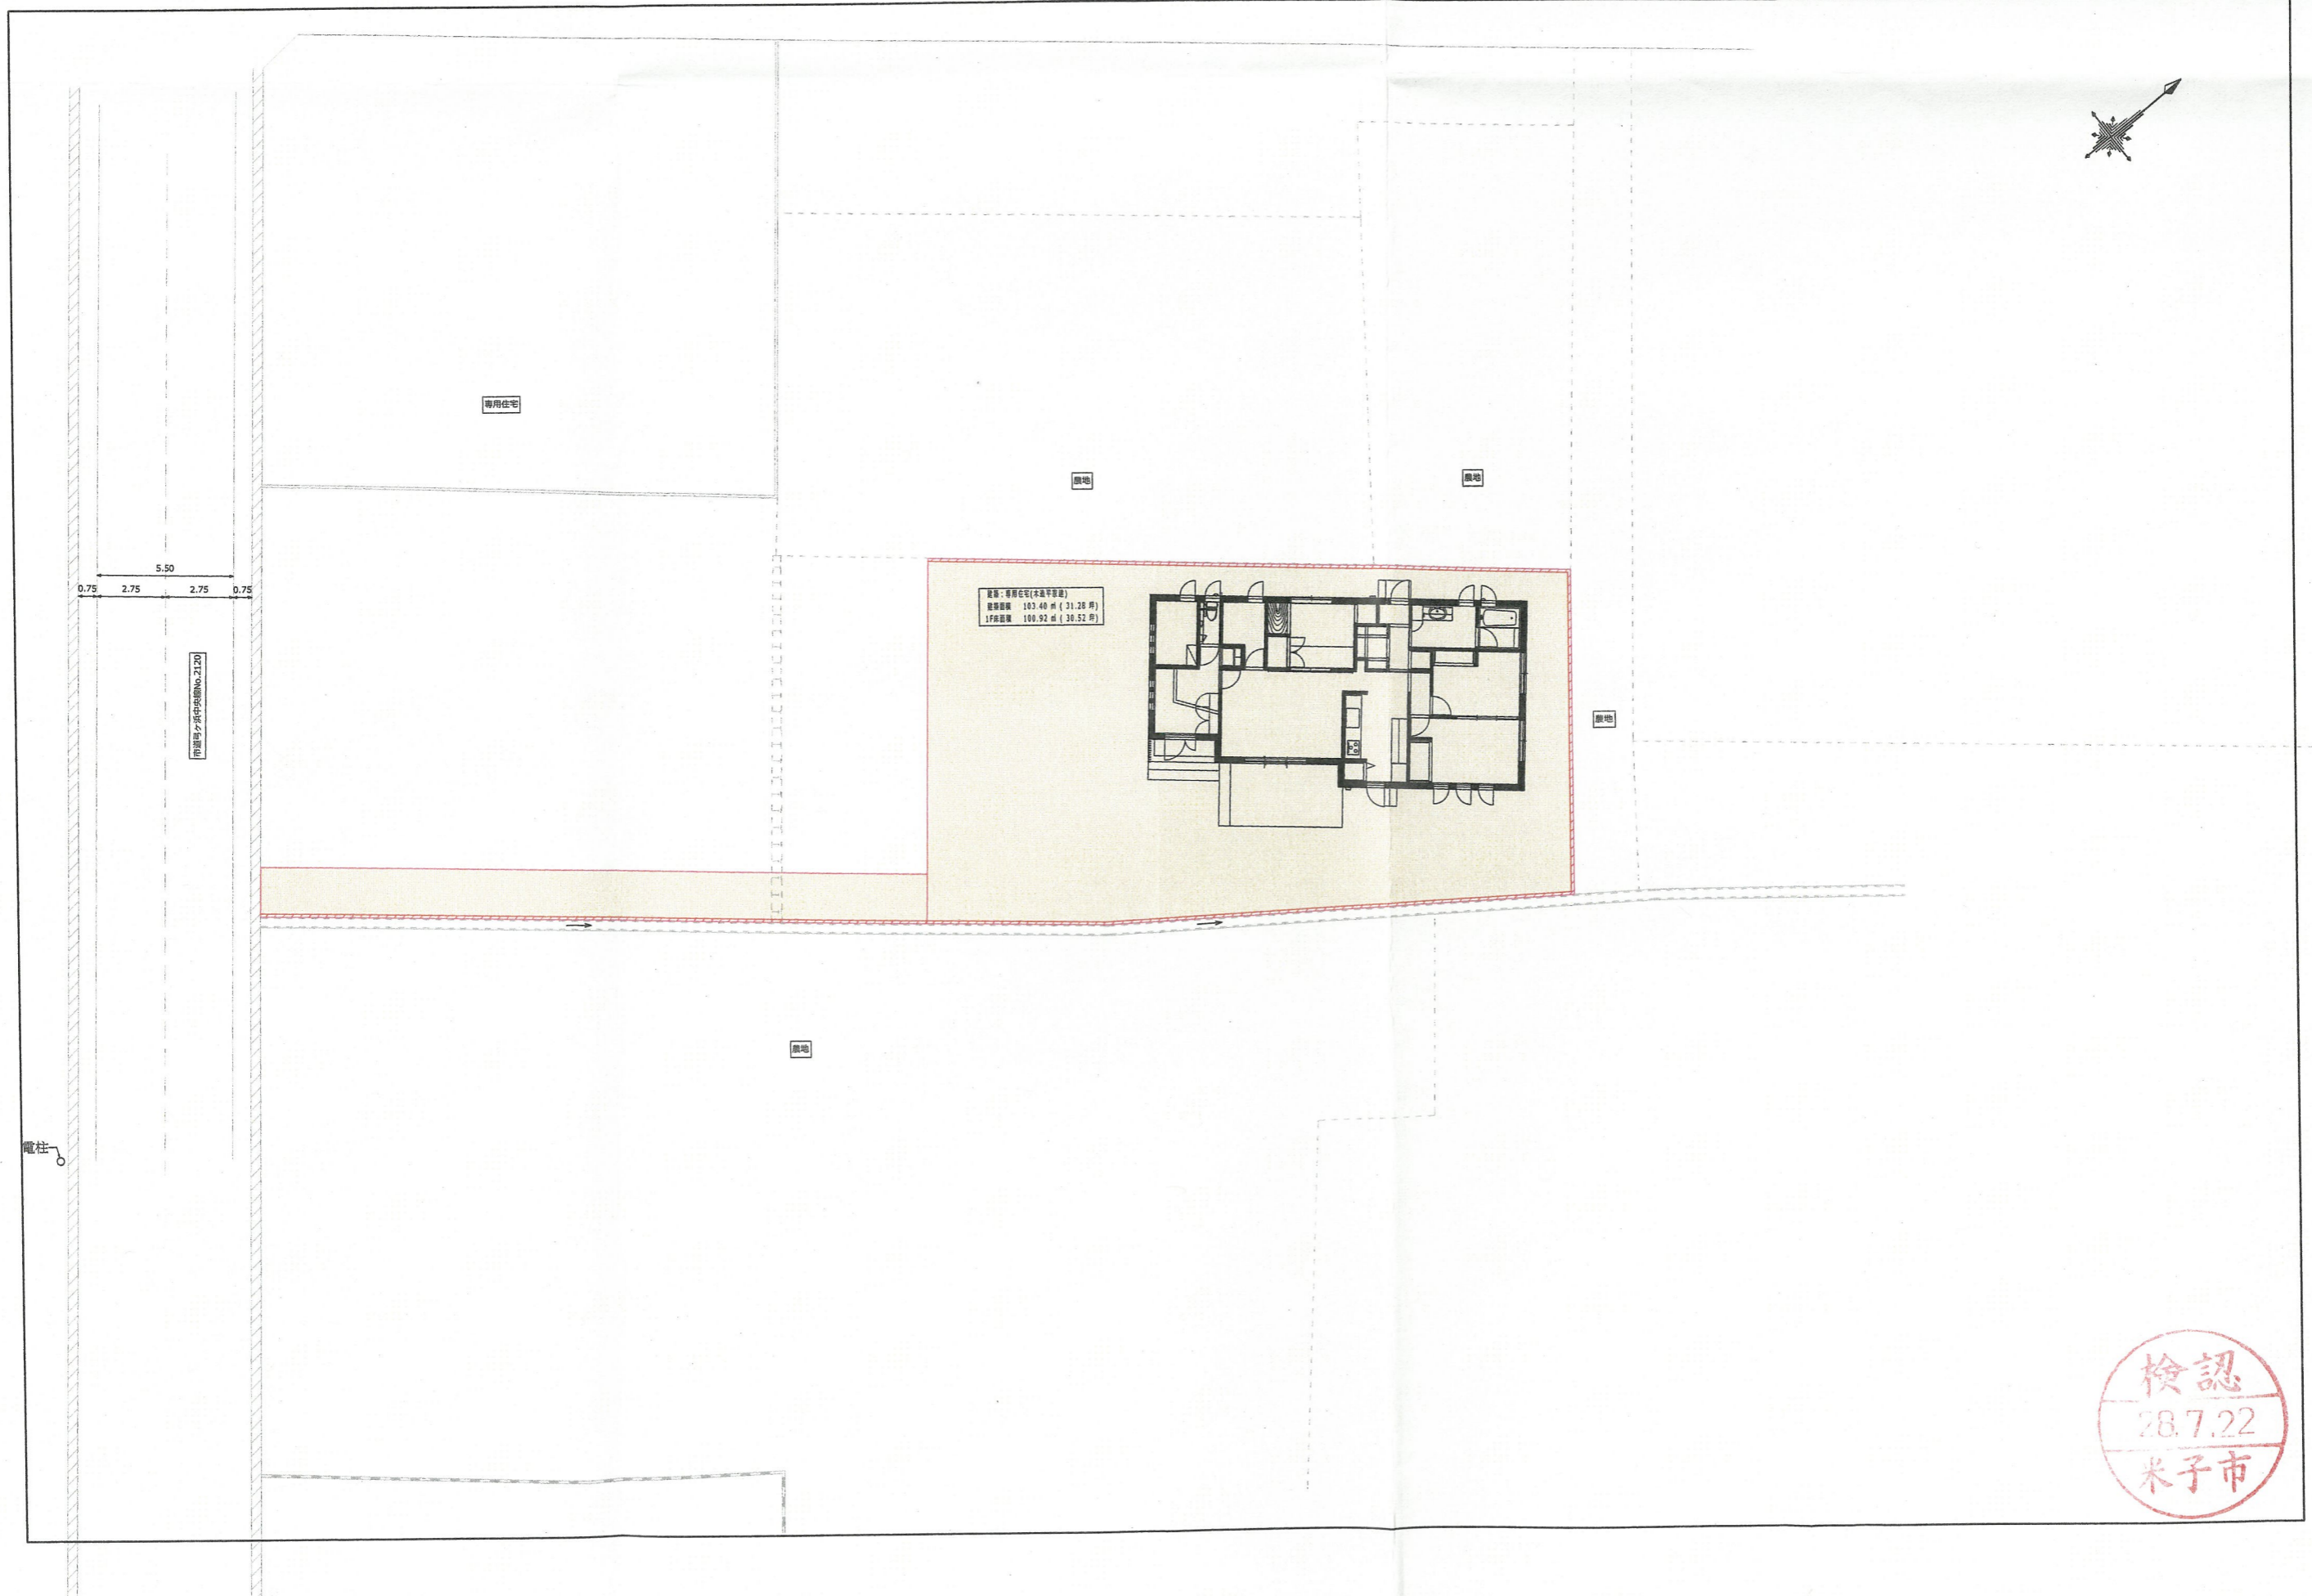 専用住宅
農地
農地
5.50
0.75 2.75 2.75 0.75
建築：専用住宅(木造平家建)
建築面積 103.40 ㎡ ( 31.28 坪)
1F床面積 100.92 ㎡ ( 30.52 坪)
市道弓ヶ浜中央線No.2120
農地
農地
電柱
検認
28.7.22
米子市